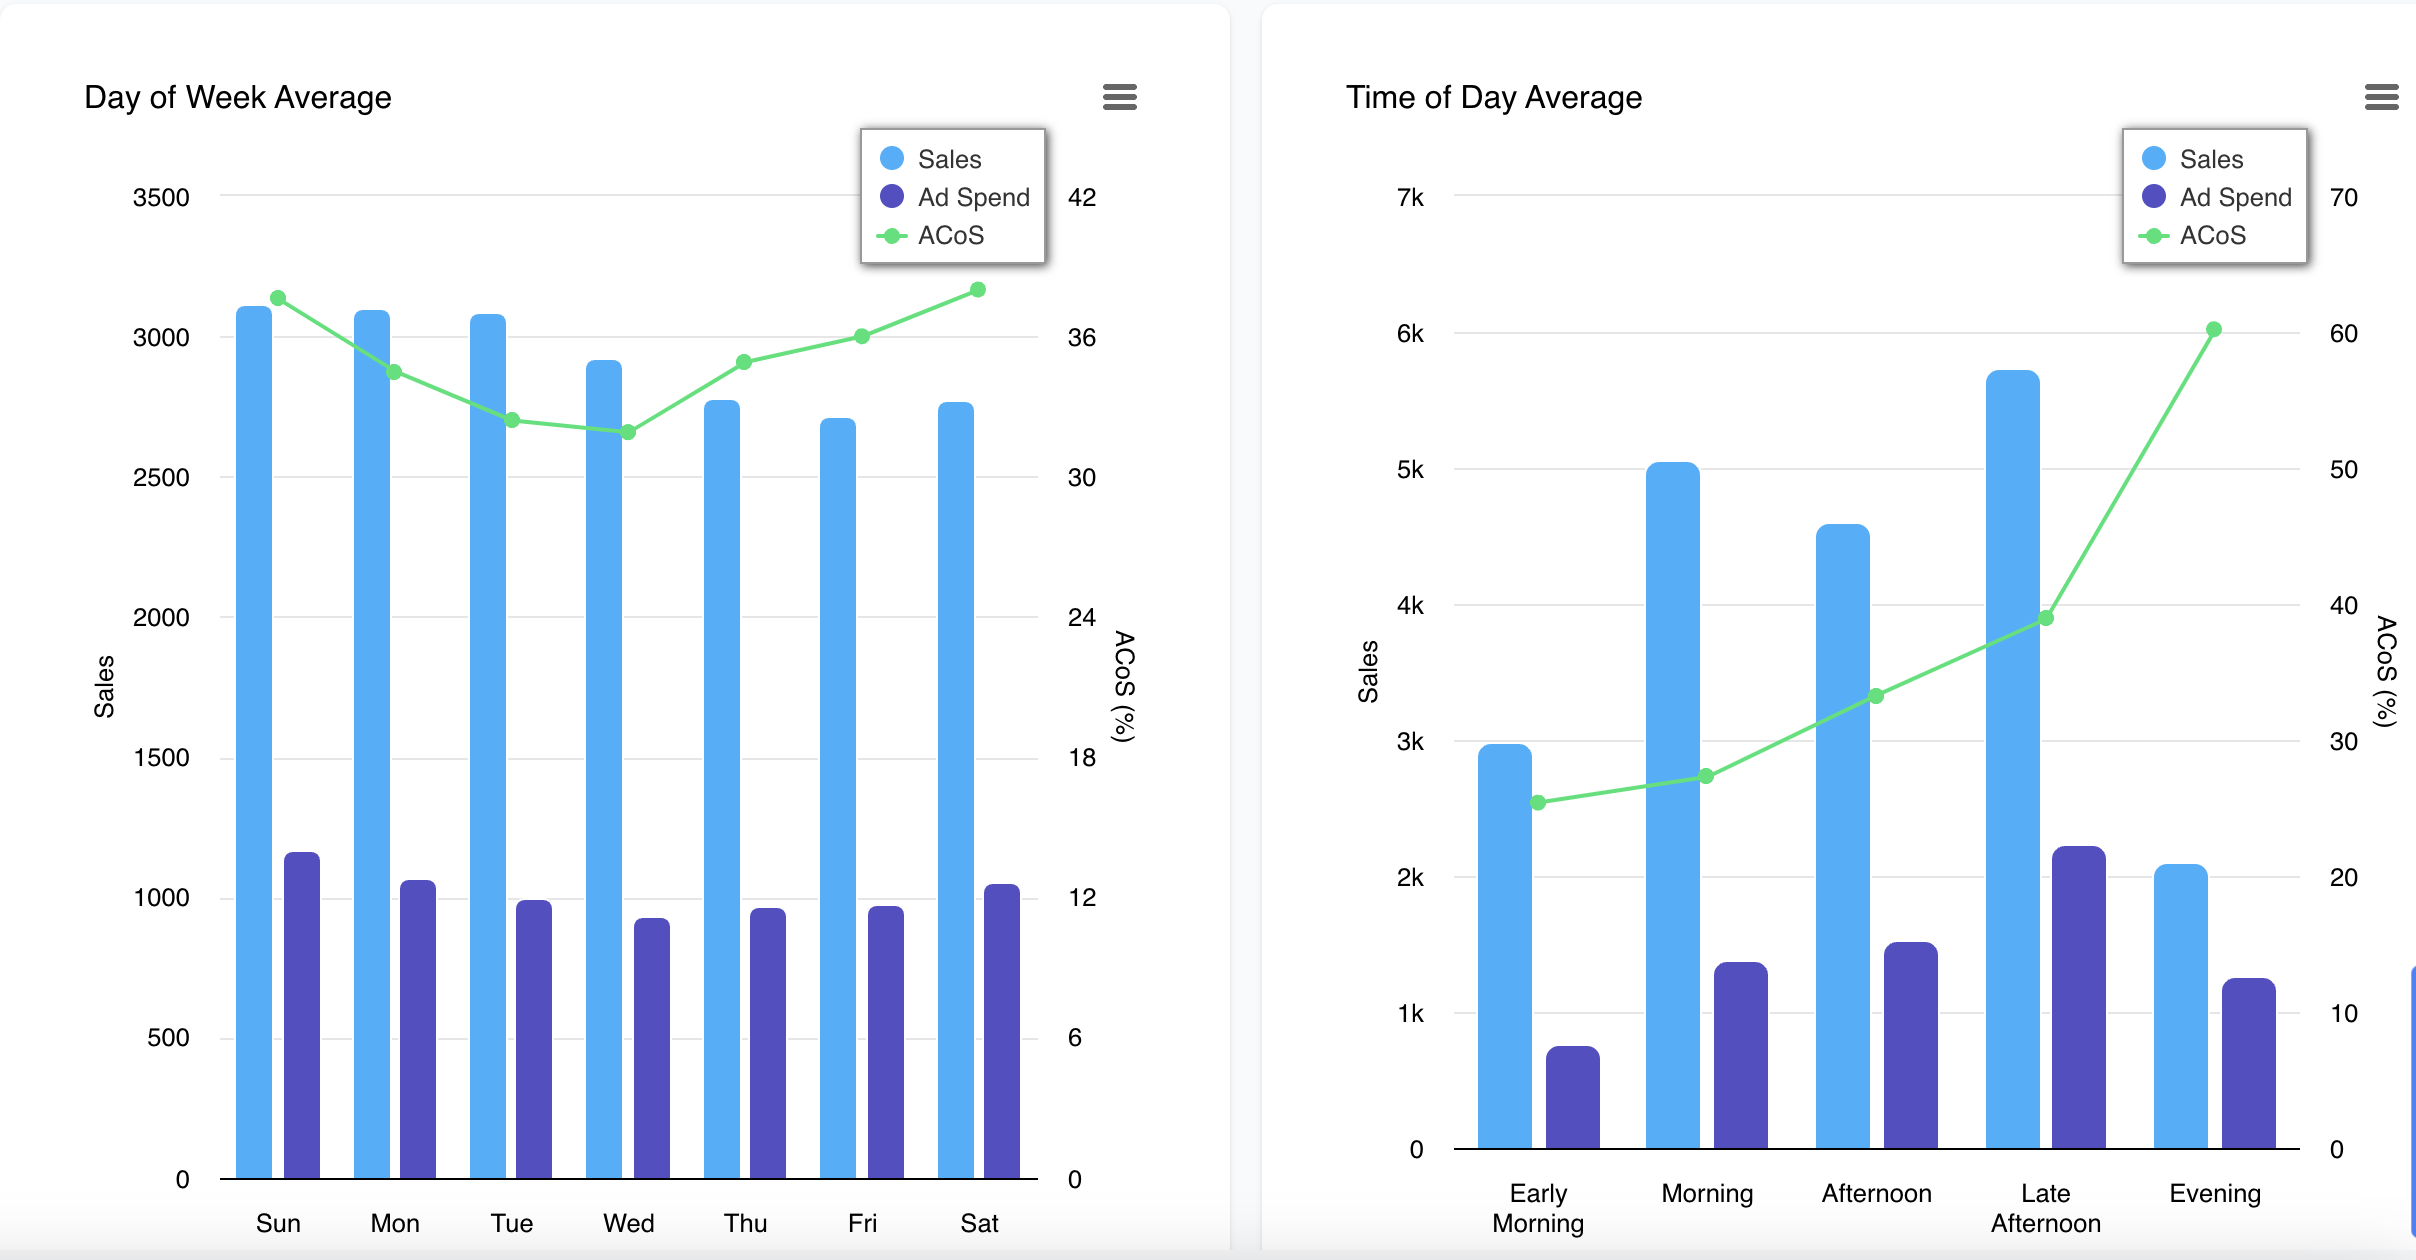 Day of Week Average
Sales
Ad Spend
ACoS
3500
3000
2500
2000
1500
1000
500
0
Sales
42
36
30
24
18
12
6
0
ACoS (%)
Sun Mon Tue Wed Thu Fri Sat
Time of Day Average
Sales
Ad Spend
ACoS
7k
6k
5k
4k
3k
2k
1k
0
Sales
70
60
50
40
30
20
10
0
ACoS (%)
Early Morning Morning Afternoon Late Afternoon Evening